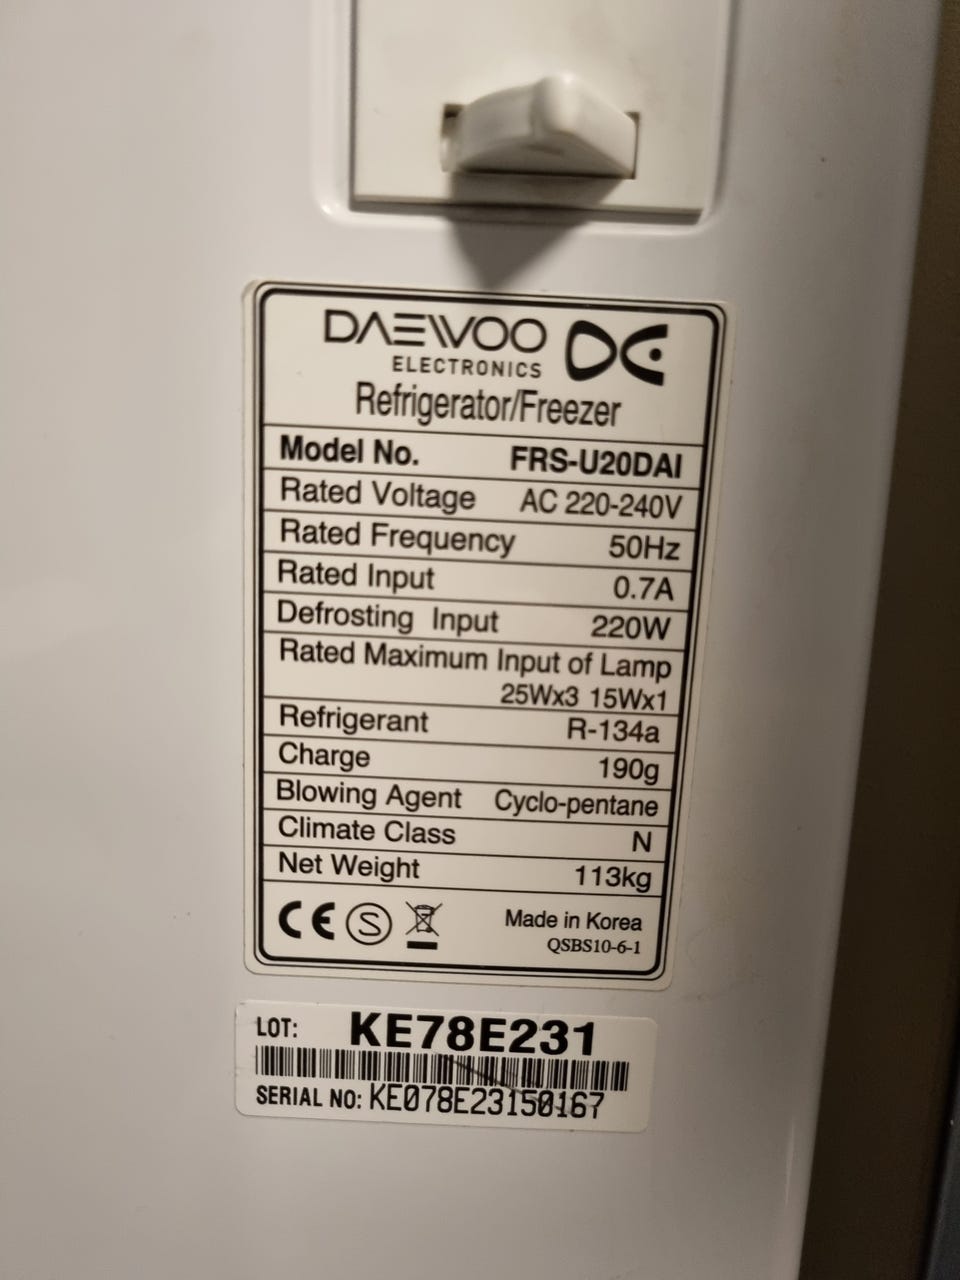 DAEWOO
ELECTRONICS
Refrigerator/Freezer
Model No. FRS-U20DAI
Rated Voltage AC 220-240V
Rated Frequency 50Hz
Rated Input 0.7A
Defrosting Input 220W
Rated Maximum Input of Lamp
25Wx3 15Wx1
Refrigerant R-134a
Charge 190g
Blowing Agent Cyclo-pentane
Climate Class N
Net Weight 113kg
CE S Made in Korea
QSBS10-6-1
LOT: KE78E231
SERIAL NO: KE078E23150167